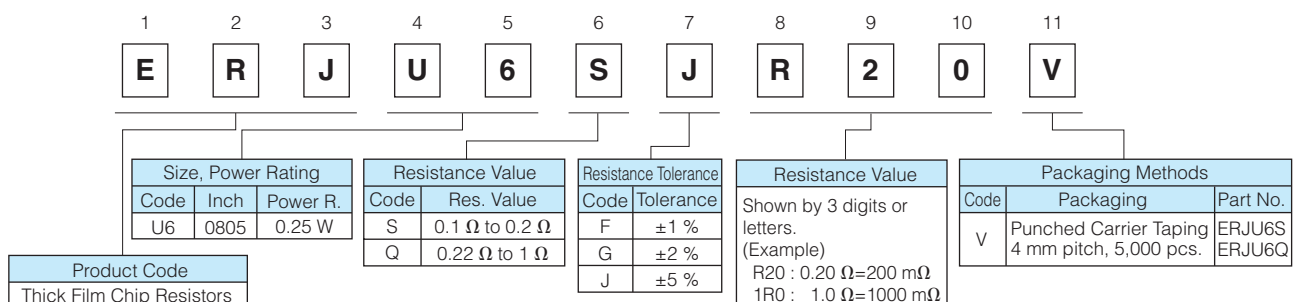 1 2 3 4 5 6 7 8 9 10 11
E R J U 6 S J R 2 0 V
Size, Power Rating
Code Inch Power R.
U6 0805 0.25 W
Resistance Value
Code Res. Value
S 0.1 Ω to 0.2 Ω
Q 0.22 Ω to 1 Ω
Resistance Tolerance
Code Tolerance
F ±1 %
G ±2 %
J ±5 %
Resistance Value
Shown by 3 digits or
letters.
(Example)
R20 : 0.20 Ω=200 mΩ
1R0 : 1.0 Ω=1000 mΩ
Packaging Methods
Code Packaging Part No.
V Punched Carrier Taping ERJU6S
4 mm pitch, 5,000 pcs. ERJU6Q
Product Code
Thick Film Chip Resistors